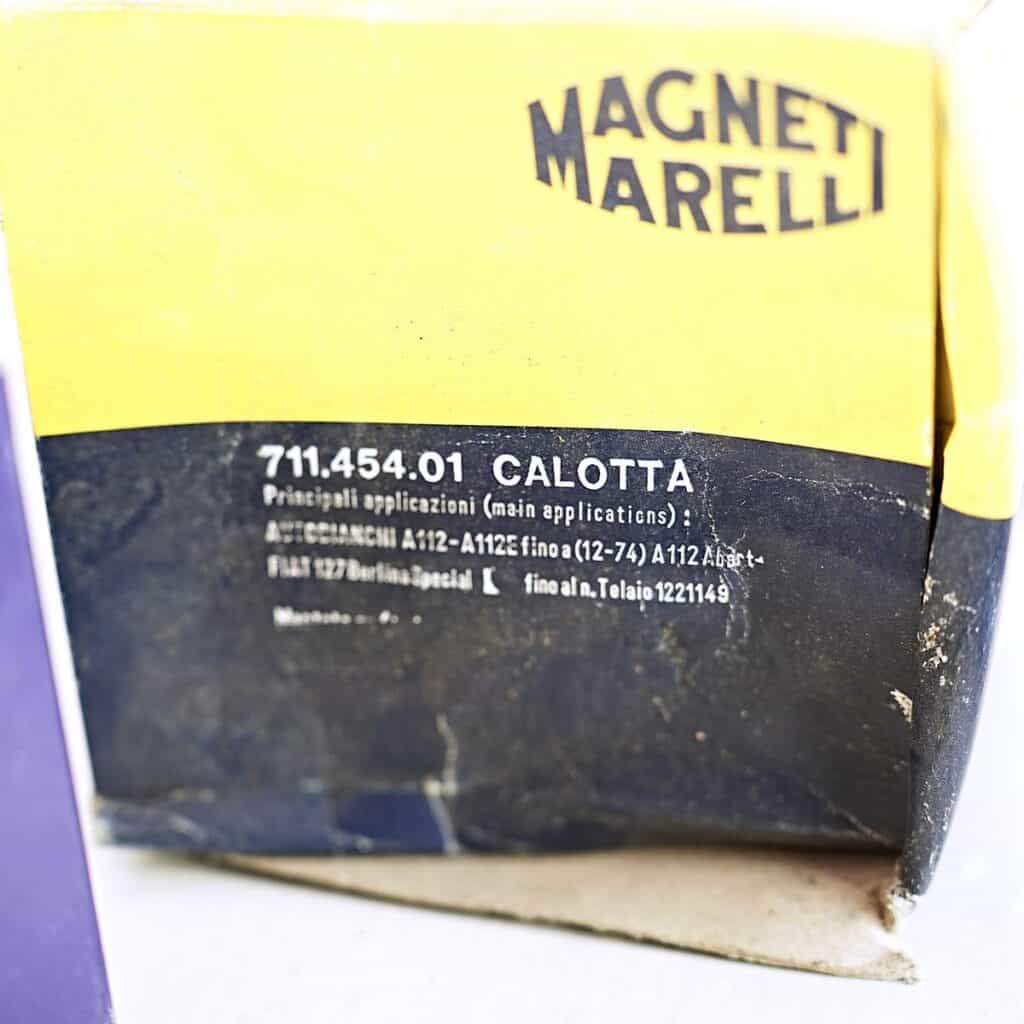 MAGNETI
MARELLI
711.454.01 CALOTTA
Principali applicazioni (main applications) :
AUTOBIANCHI A112-A112E fino a (12-74) A112 Abart-
FIAT 127 Berlina Special fino al n. Telaio 1221149